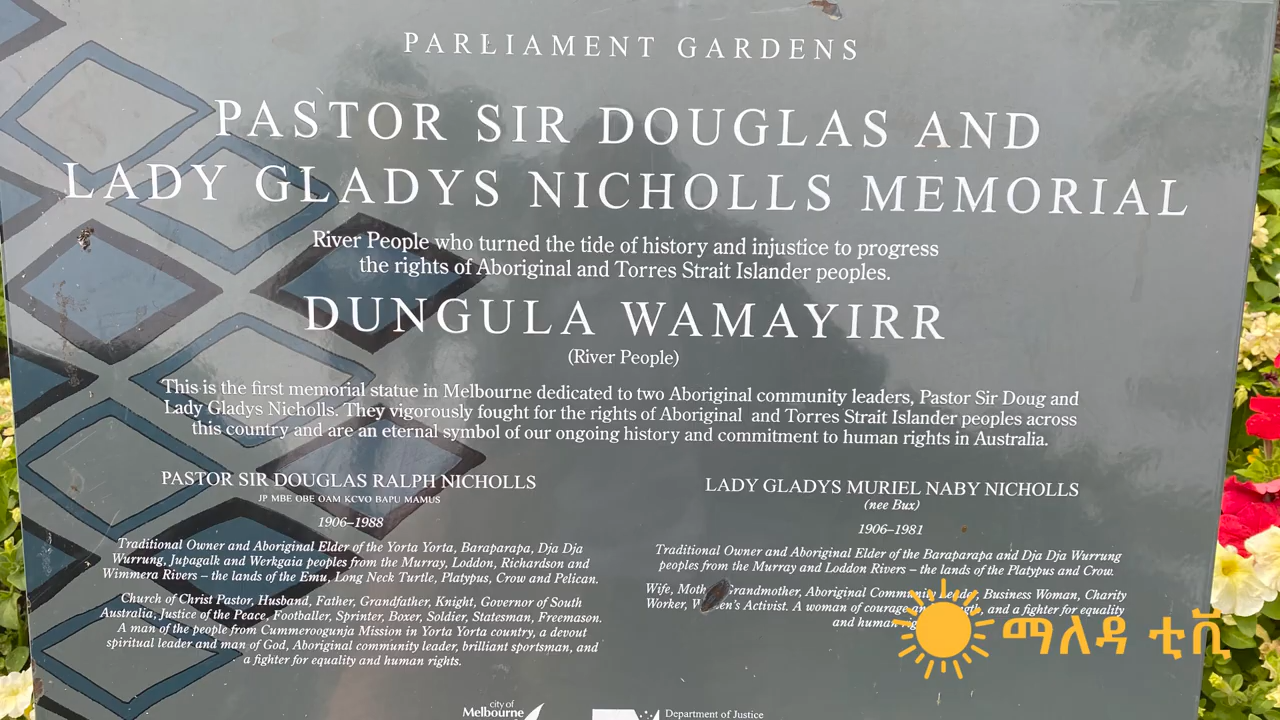 PARLIAMENT GARDENS
PASTOR SIR DOUGLAS AND
LADY GLADYS NICHOLLS MEMORIAL
River People who turned the tide of history and injustice to progress
the rights of Aboriginal and Torres Strait Islander peoples.
DUNGULA WAMAYIRR
(River People)
This is the first memorial statue in Melbourne dedicated to two Aboriginal community leaders, Pastor Sir Doug and
Lady Gladys Nicholls. They vigorously fought for the rights of Aboriginal and Torres Strait Islander peoples across
this country and are an eternal symbol of our ongoing history and commitment to human rights in Australia.
PASTOR SIR DOUGLAS RALPH NICHOLLS
JP MBE OBE OAM KCVO BAPU MAMUS
1906–1988
Traditional Owner and Aboriginal Elder of the Yorta Yorta, Baraparapa, Dja Dja
Wurrung, Jupagalk and Werkgaia peoples from the Murray, Loddon, Richardson and
Wimmera Rivers – the lands of the Emu, Long Neck Turtle, Platypus, Crow and Pelican.
Church of Christ Pastor, Husband, Father, Grandfather, Knight, Governor of South
Australia, Justice of the Peace, Footballer, Sprinter, Boxer, Soldier, Statesman, Freemason.
A man of the people from Cummeroogunja Mission in Yorta Yorta country, a devout
spiritual leader and man of God, Aboriginal community leader, brilliant sportsman, and
a fighter for equality and human rights.
LADY GLADYS MURIEL NABY NICHOLLS
(nee Bux)
1906–1981
Traditional Owner and Aboriginal Elder of the Baraparapa and Dja Dja Wurrung
peoples from the Murray and Loddon Rivers – the lands of the Platypus and Crow.
Wife, Grandmother, Aboriginal Community Leader, Business Woman, Charity
Worker, Activist. A woman of courage and and a fighter for equality
and human
ማለዳ ቲቪ
city of
Melbourne
Department of Justice